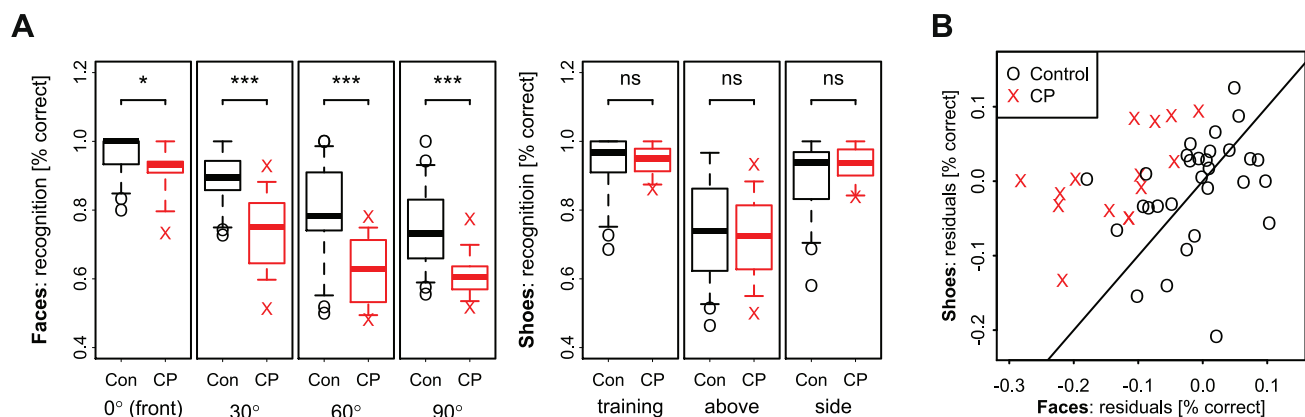 A
Faces: recognition [% correct]
0.4 0.6 0.8 1.0 1.2
* *** *** ***
Con CP Con CP Con CP Con CP
0° (front) 30° 60° 90°
Shoes: recognitoin [% correct]
0.4 0.6 0.8 1.0 1.2
ns ns ns
Con CP Con CP Con CP
training above side
B
Shoes: residuals [% correct]
-0.2 -0.1 0.0 0.1
O Control
X CP
-0.3 -0.2 -0.1 0.0 0.1
Faces: residuals [% correct]